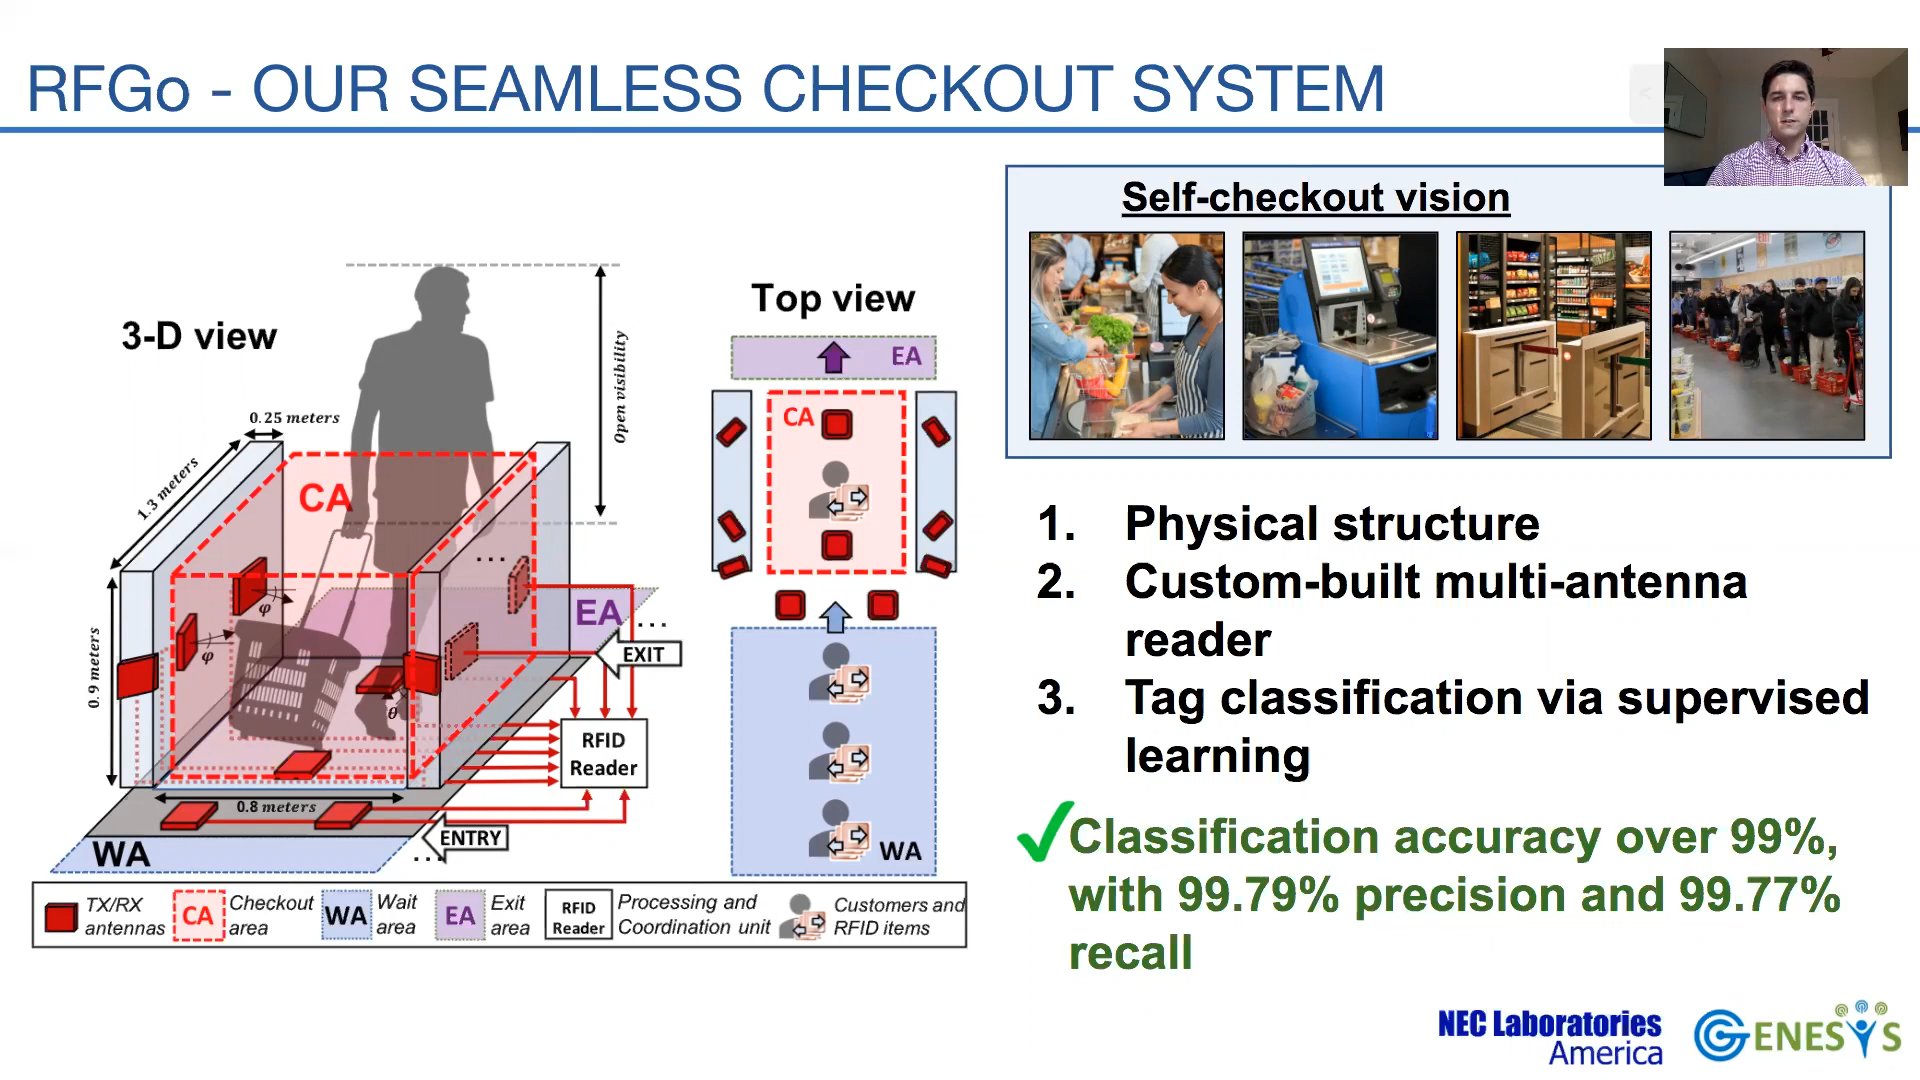 RFGo - OUR SEAMLESS CHECKOUT SYSTEM
Self-checkout vision
3-D view
Top view
Open visibility
0.25 meters
1.3 meters
0.9 meters
0.8 meters
CA
φ
φ
θ
...
EA
...
EXIT
RFID
Reader
ENTRY
...
WA
EA
CA
WA
TX/RX
antennas
CA
Checkout
area
WA
Wait
area
EA
Exit
area
RFID
Reader
Processing and
Coordination unit
Customers and
RFID items
1. Physical structure
2. Custom-built multi-antenna
reader
3. Tag classification via supervised
learning
Classification accuracy over 99%,
with 99.79% precision and 99.77%
recall
NEC Laboratories
America
GENESYS